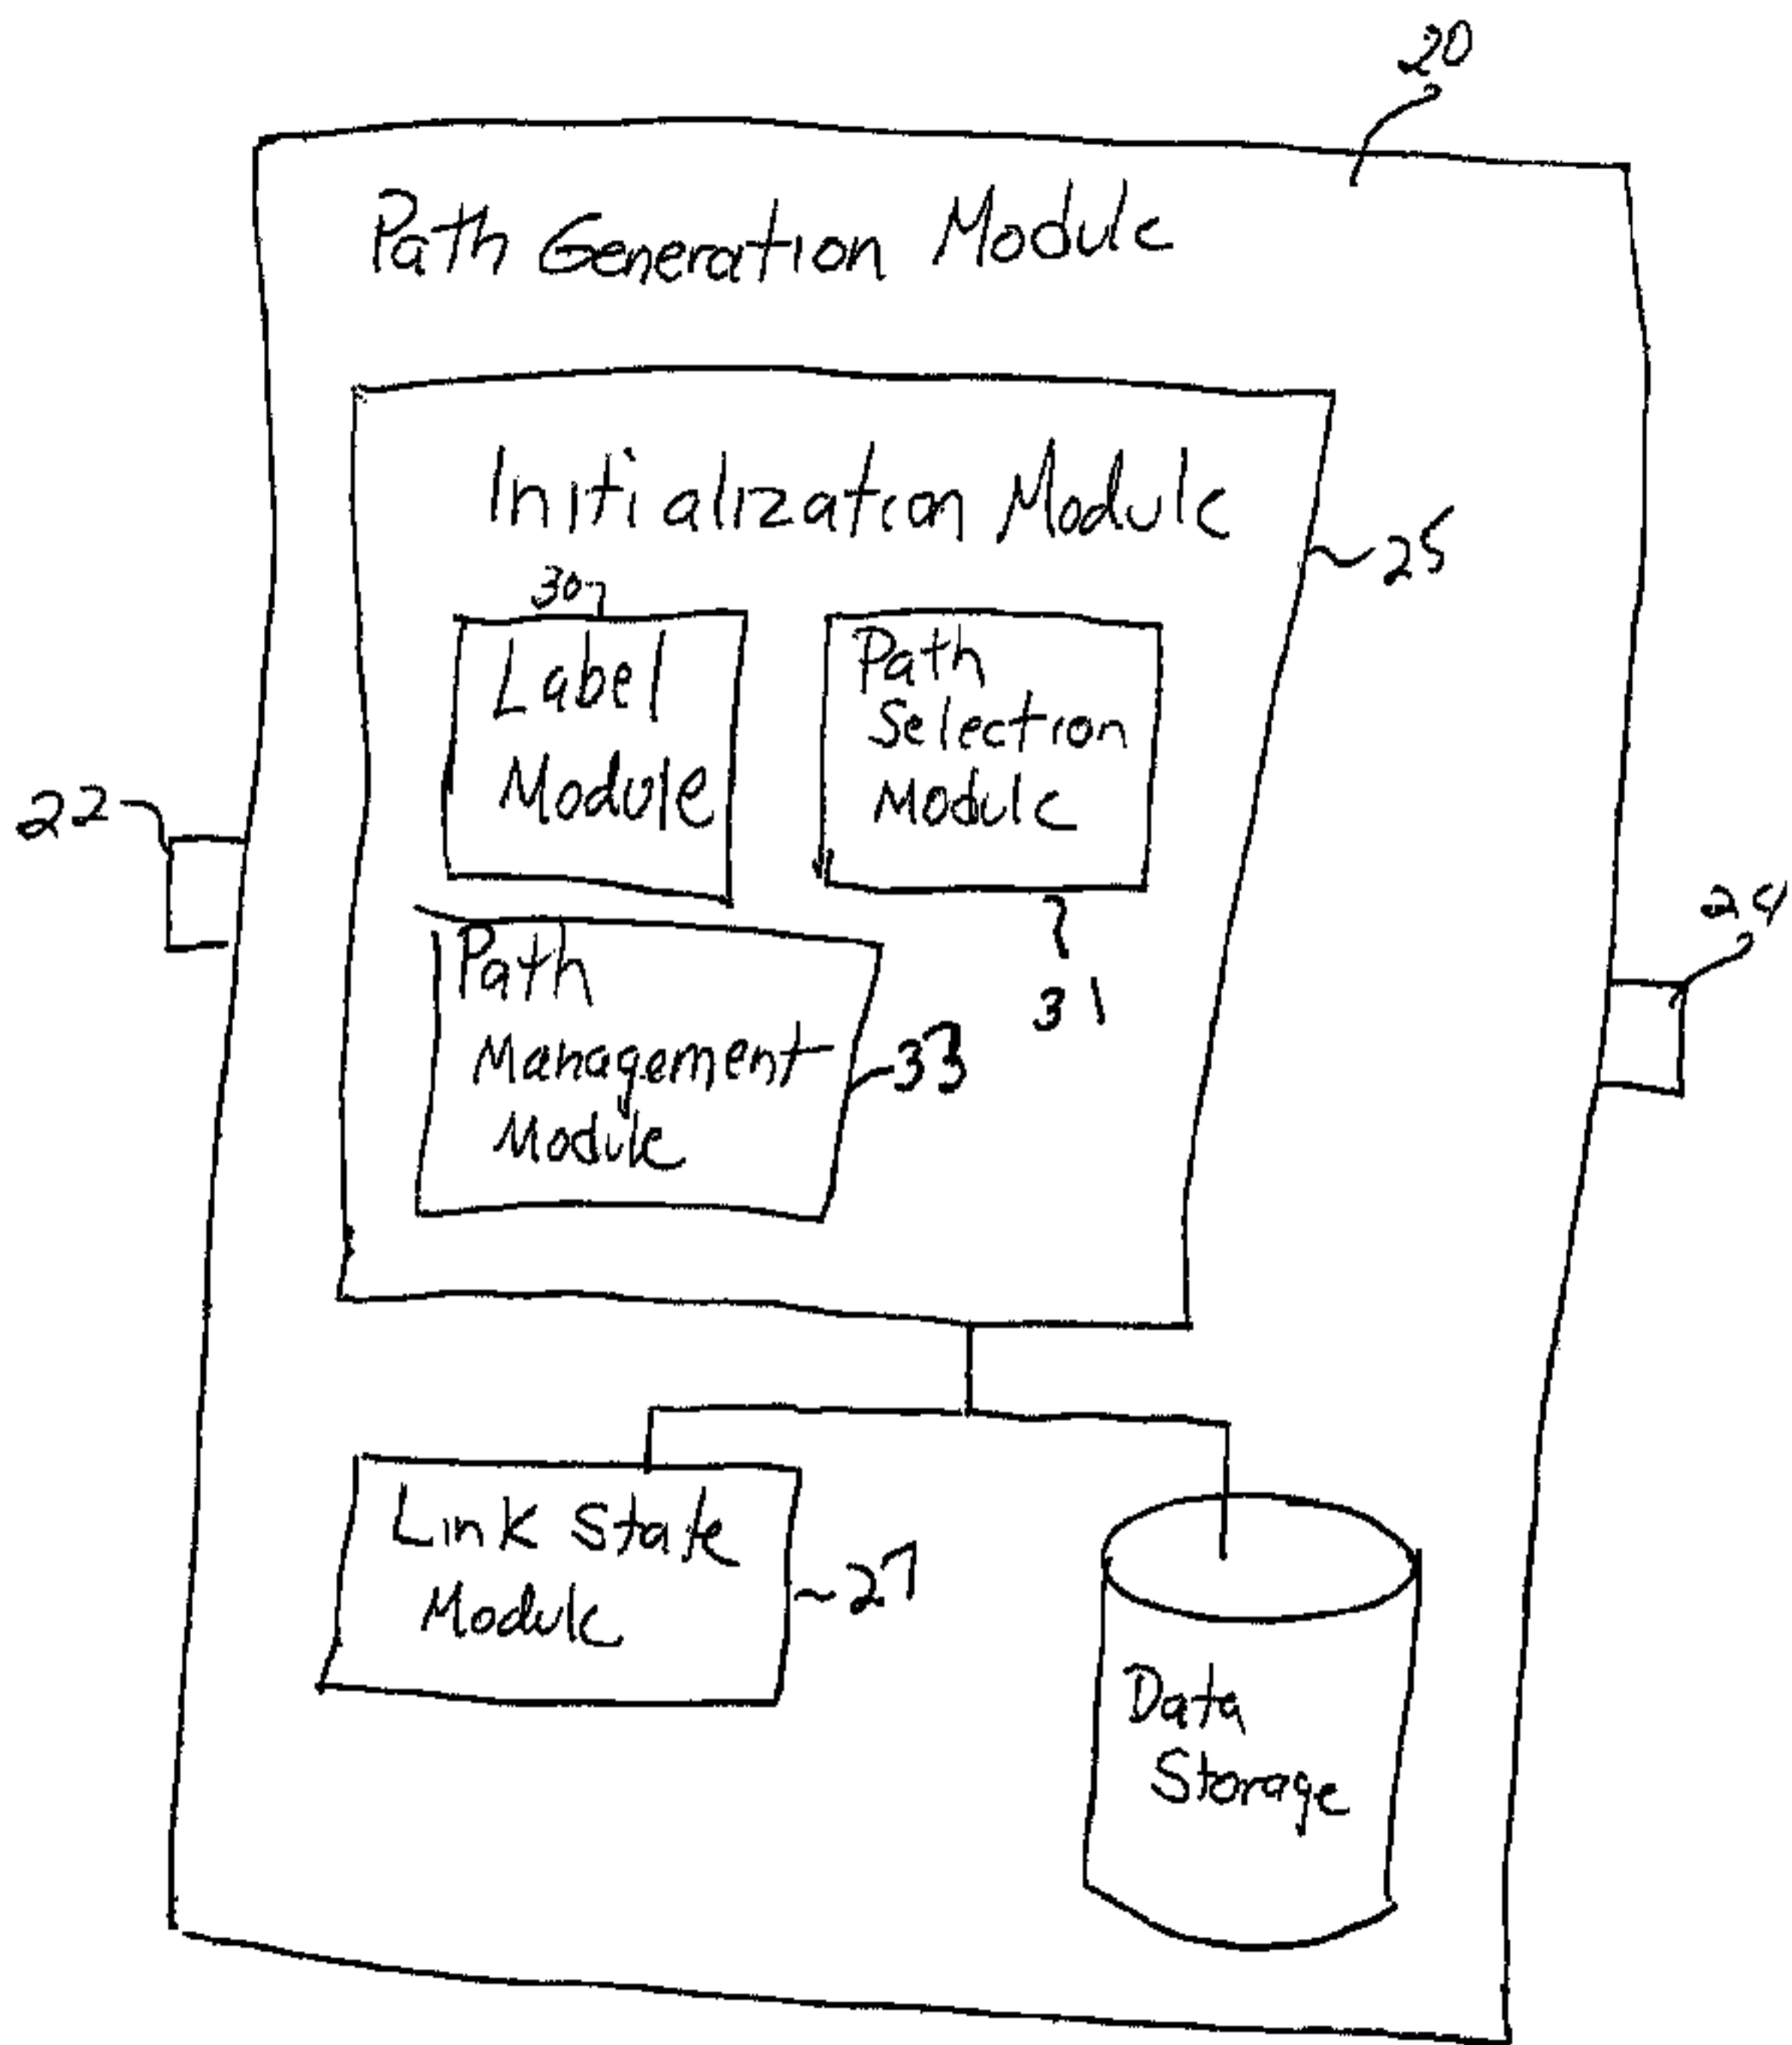 20
Path Generation Module
Initialization Module
25
30
Label
Module
Path
Selection
Module
22
24
31
Path
Management
Module
33
Link State
Module
27
Data
Storage